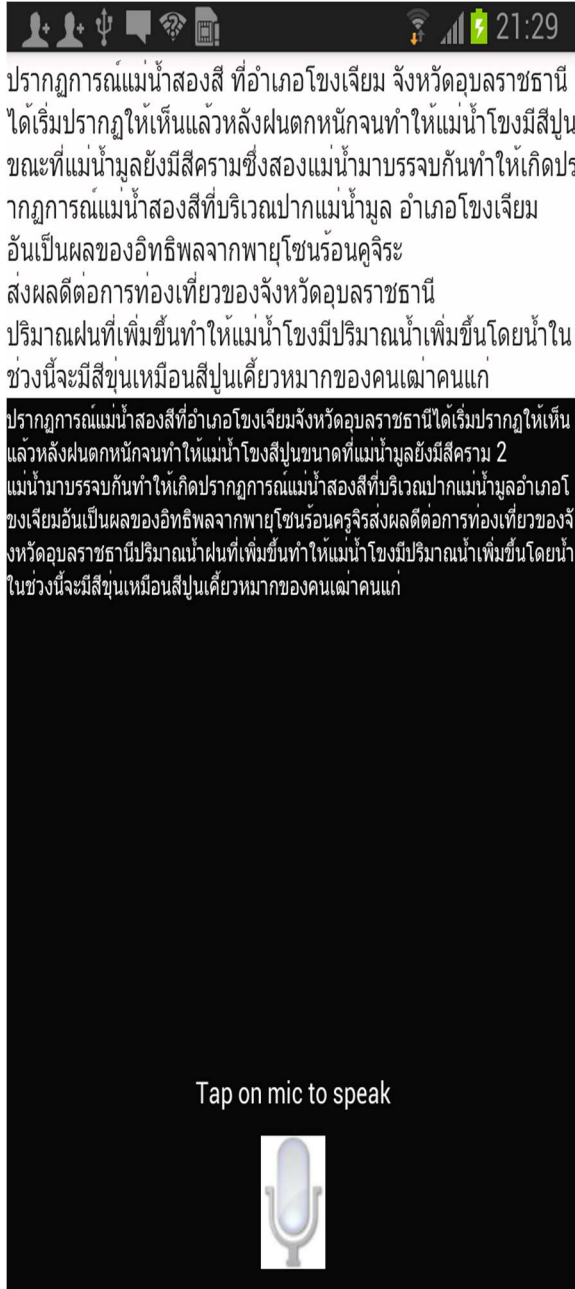 21:29
ปรากฏการณ์แม่น้ำสองสี ที่อำเภอโขงเจียม จังหวัดอุบลราชธานี
ได้เริ่มปรากฏให้เห็นแล้วหลังฝนตกหนักจนทำให้แม่น้ำโขงมีสีปูน
ขณะที่แม่น้ำมูลยังมีสีครามซึ่งสองแม่น้ำมาบรรจบกันทำให้เกิดปร
ากฏการณ์แม่น้ำสองสีที่บริเวณปากแม่น้ำมูล อำเภอโขงเจียม
อันเป็นผลของอิทธิพลจากพายุโซนร้อนคูจิระ
ส่งผลดีต่อการท่องเที่ยวของจังหวัดอุบลราชธานี
ปริมาณฝนที่เพิ่มขึ้นทำให้แม่น้ำโขงมีปริมาณน้ำเพิ่มขึ้นโดยน้ำใน
ช่วงนี้จะมีสีขุ่นเหมือนสีปูนเคี้ยวหมากของคนเฒ่าคนแก่
ปรากฏการณ์แม่น้ำสองสีที่อำเภอโขงเจียมจังหวัดอุบลราชธานีได้เริ่มปรากฏให้เห็น
แล้วหลังฝนตกหนักจนทำให้แม่น้ำโขงสีปูนขนาดที่แม่น้ำมูลยังมีสีคราม 2
แม่น้ำมาบรรจบกันทำให้เกิดปรากฏการณ์แม่น้ำสองสีที่บริเวณปากแม่น้ำมูลอำเภอโ
ขงเจียมอันเป็นผลของอิทธิพลจากพายุโซนร้อนครูจิรส่งผลดีต่อการท่องเที่ยวของจั
งหวัดอุบลราชธานีปริมาณน้ำฝนที่เพิ่มขึ้นทำให้แม่น้ำโขงมีปริมาณน้ำเพิ่มขึ้นโดยน้ำ
ในช่วงนี้จะมีสีขุ่นเหมือนสีปูนเคี้ยวหมากของคนเฒ่าคนแก่
Tap on mic to speak